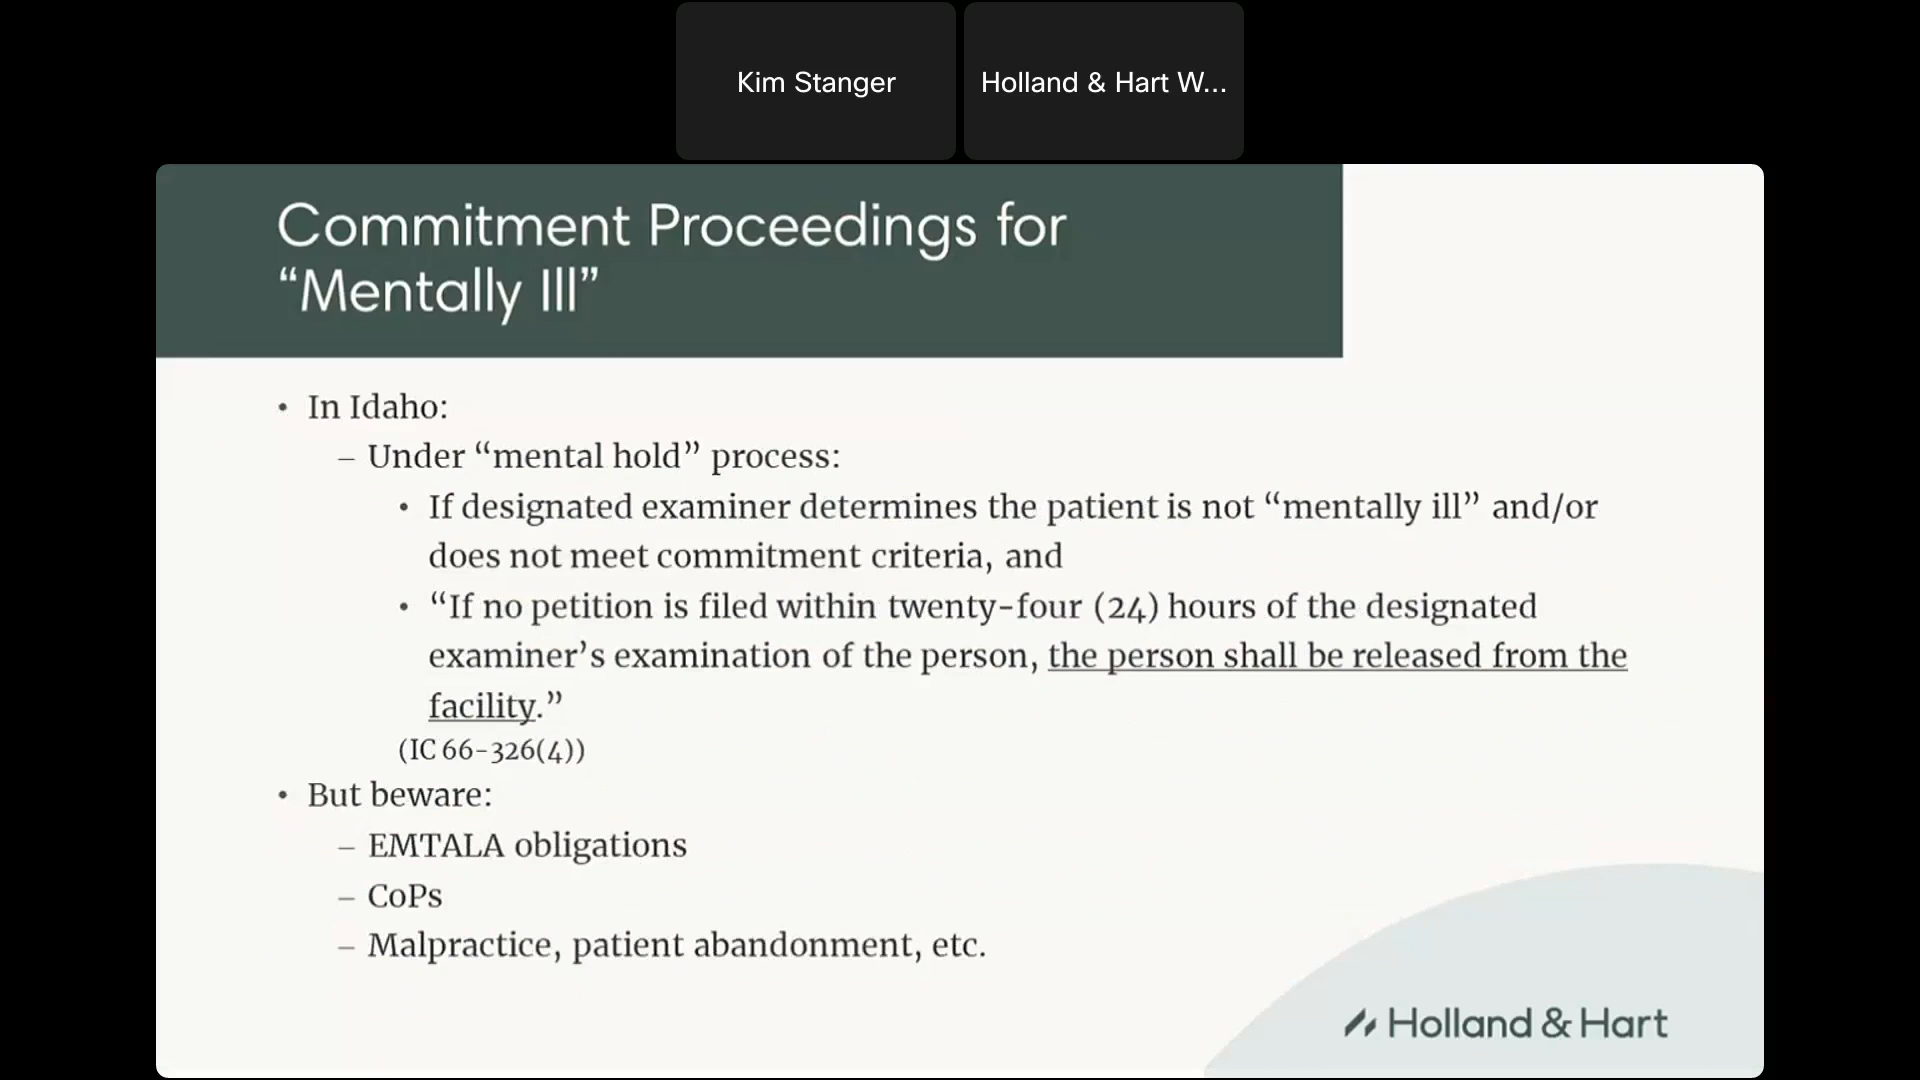 Kim Stanger
Holland & Hart W...
Commitment Proceedings for
“Mentally Ill”
• In Idaho:
– Under “mental hold” process:
• If designated examiner determines the patient is not “mentally ill” and/or
does not meet commitment criteria, and
• “If no petition is filed within twenty-four (24) hours of the designated
examiner’s examination of the person, the person shall be released from the
facility.”
(IC 66-326(4))
• But beware:
– EMTALA obligations
– CoPs
– Malpractice, patient abandonment, etc.
Holland & Hart